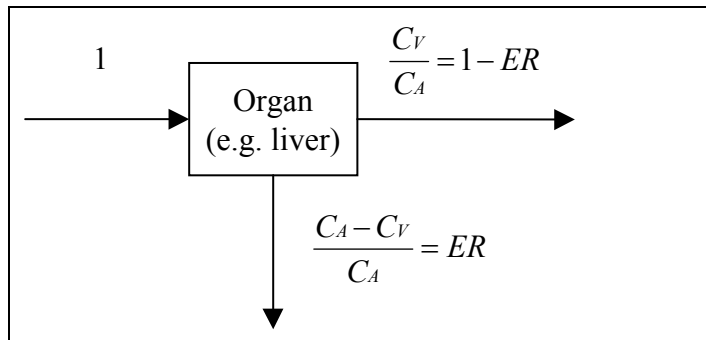 1
C_V / C_A = 1 − ER
Organ
(e.g. liver)
C_A − C_V / C_A = ER